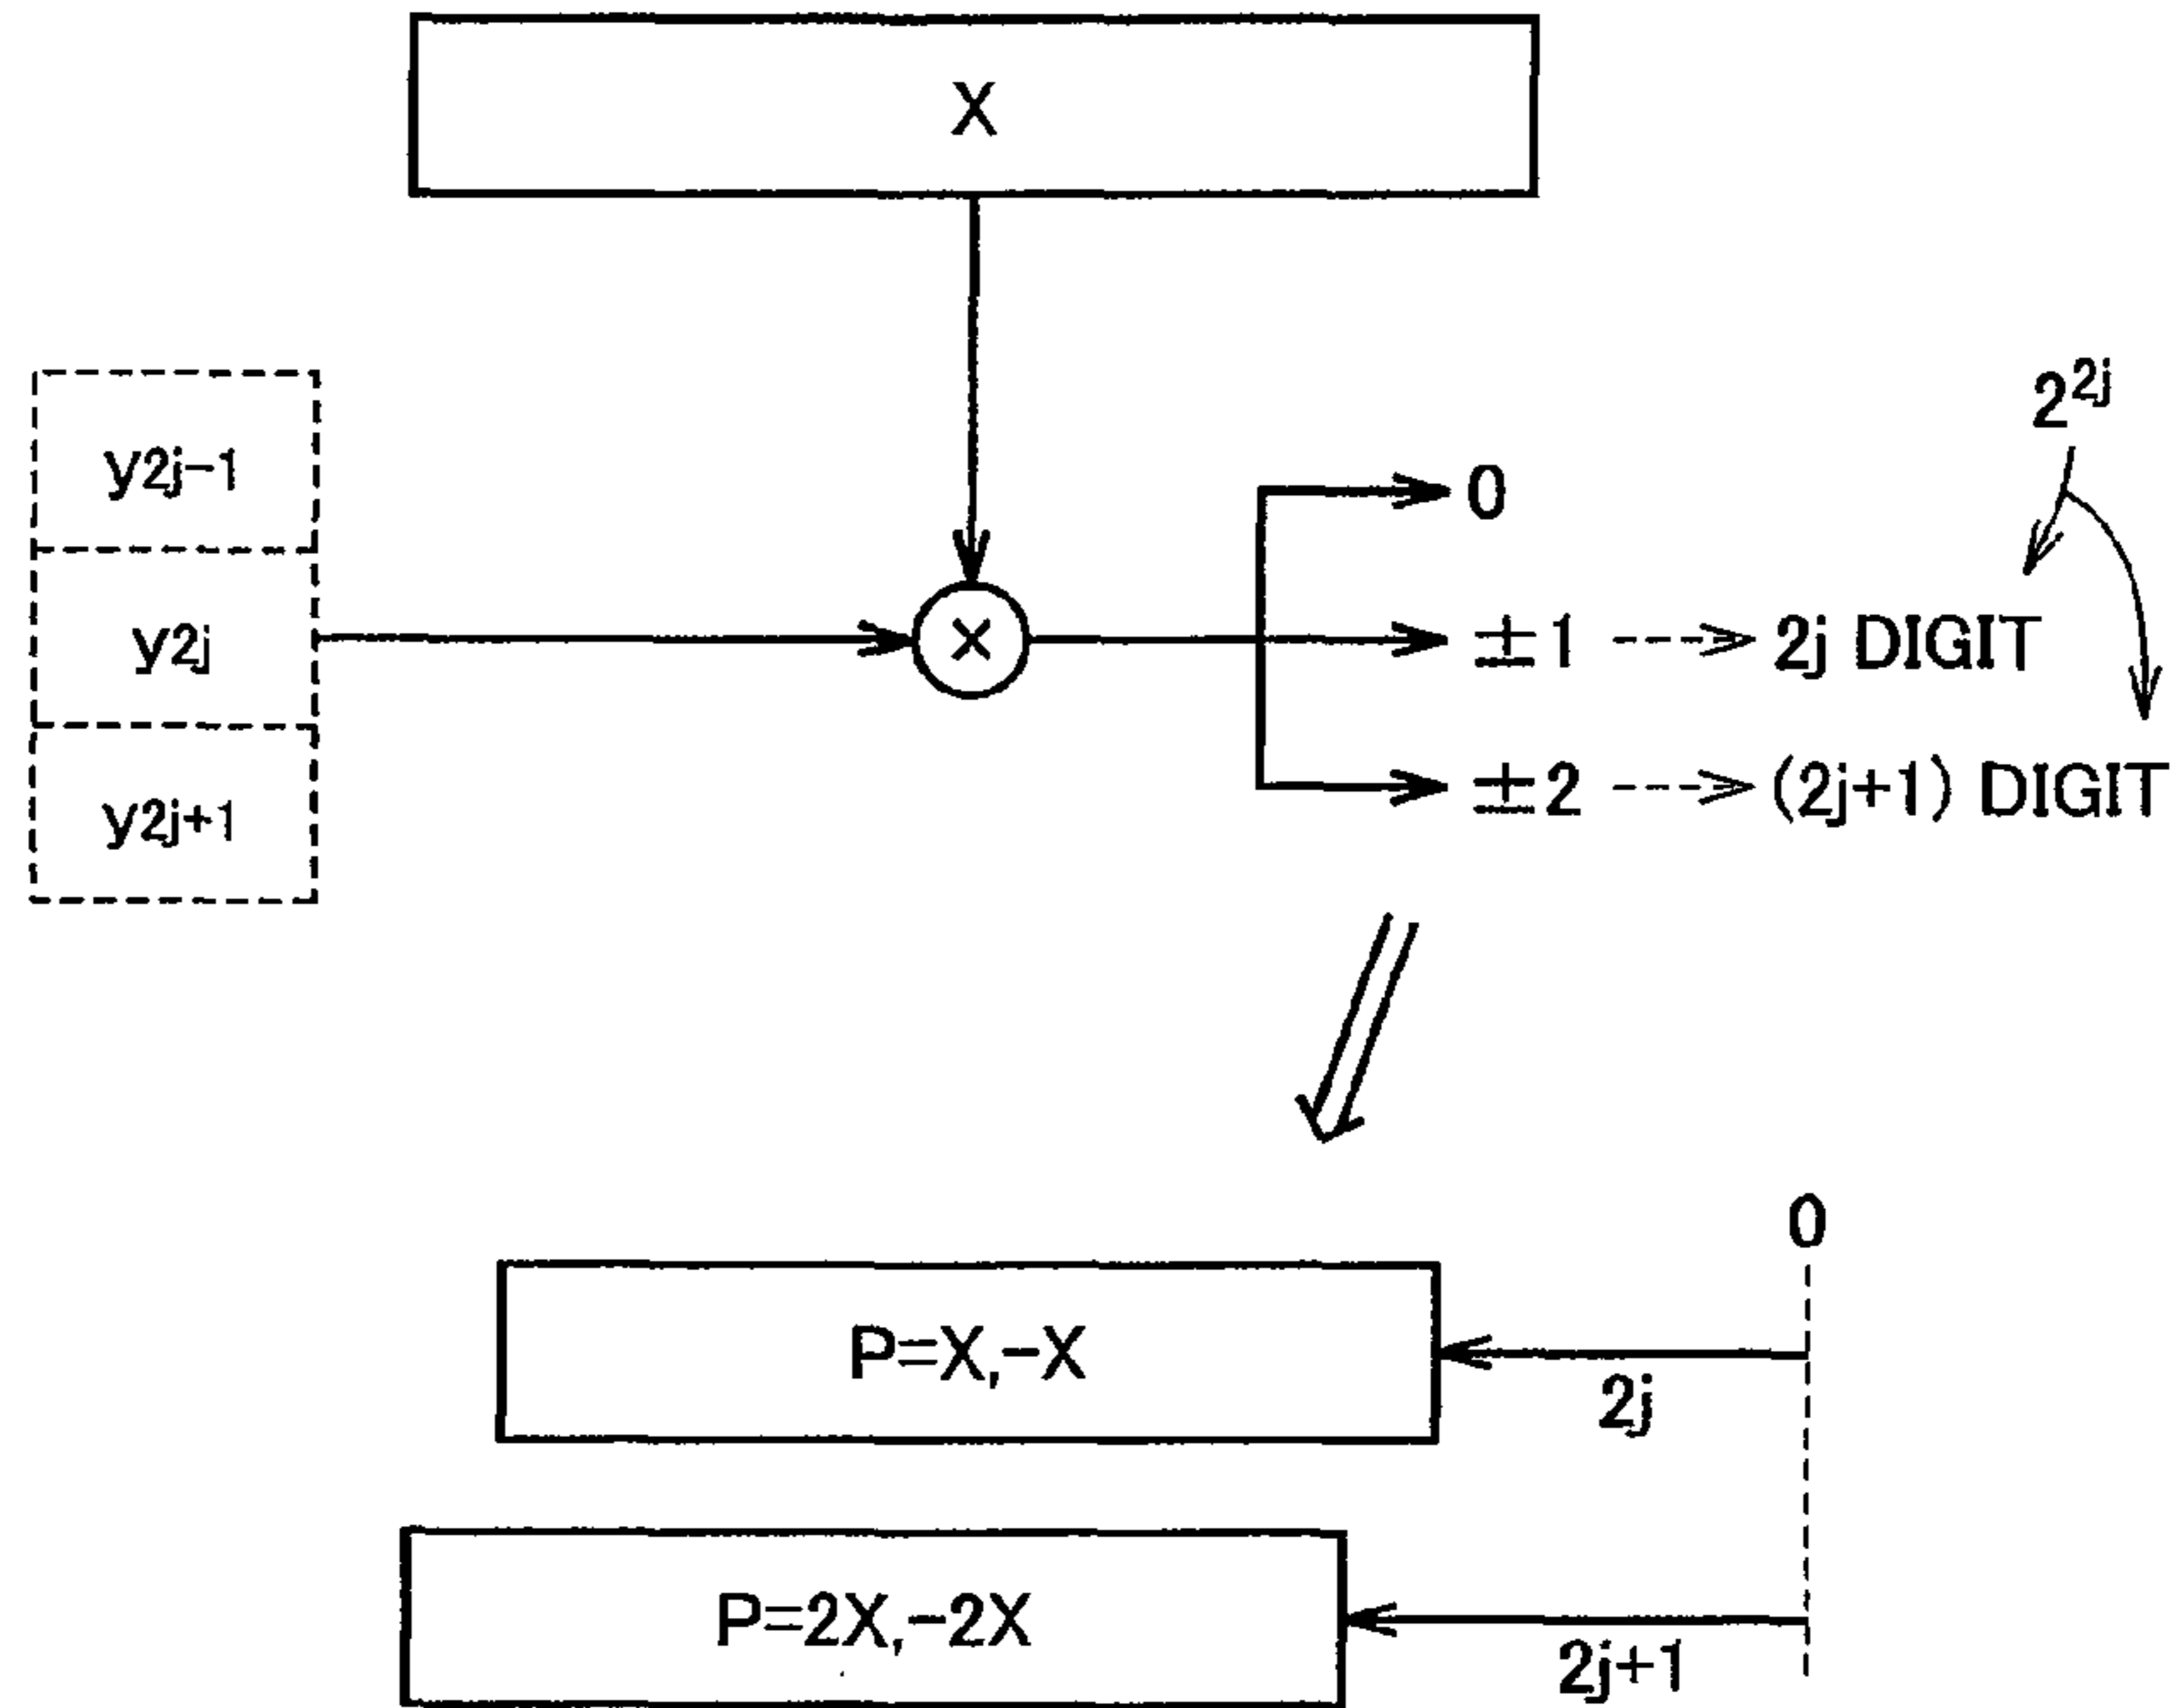 X
y2j-1
y2j
y2j+1
×
0
±1 2j DIGIT
±2 (2j+1) DIGIT
2^2j
0
P=X,-X
2j
P=2X,-2X
2j+1